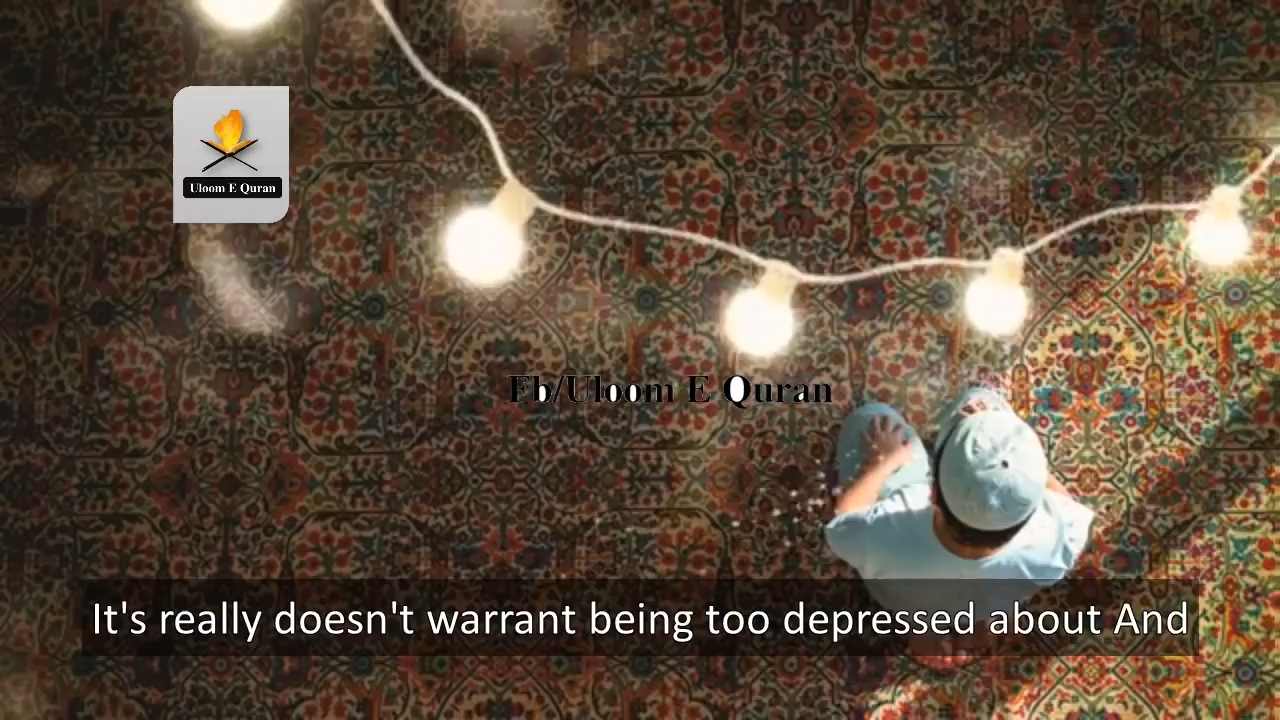 Uloom E Quran
Fb/Uloom E Quran
It's really doesn't warrant being too depressed about And